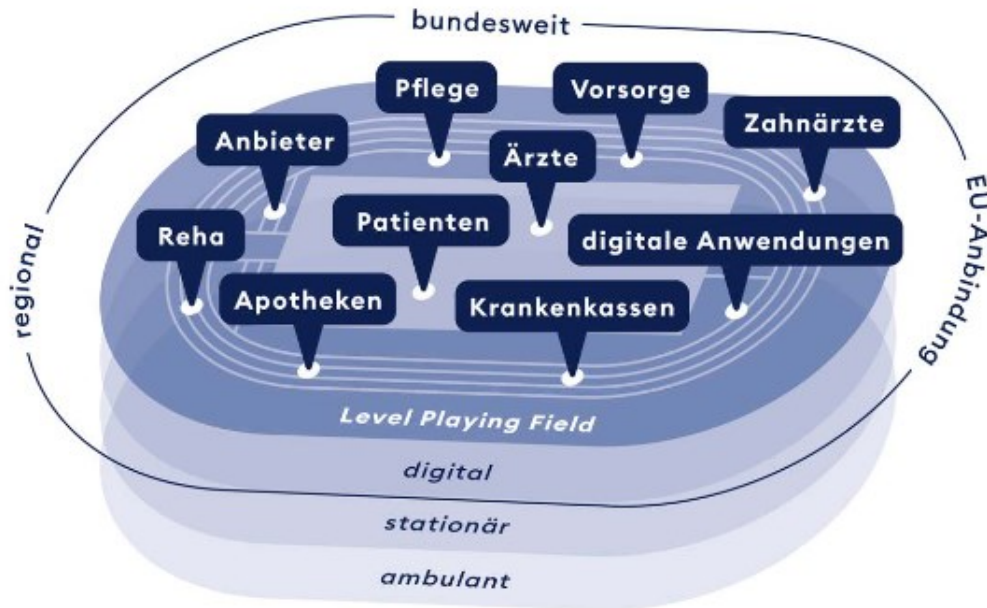 bundesweit
Pflege
Vorsorge
Zahnärzte
Anbieter
Ärzte
EU-Anbindung
regional
Reha
Patienten
digitale Anwendungen
Apotheken
Krankenkassen
Level Playing Field
digital
stationär
ambulant